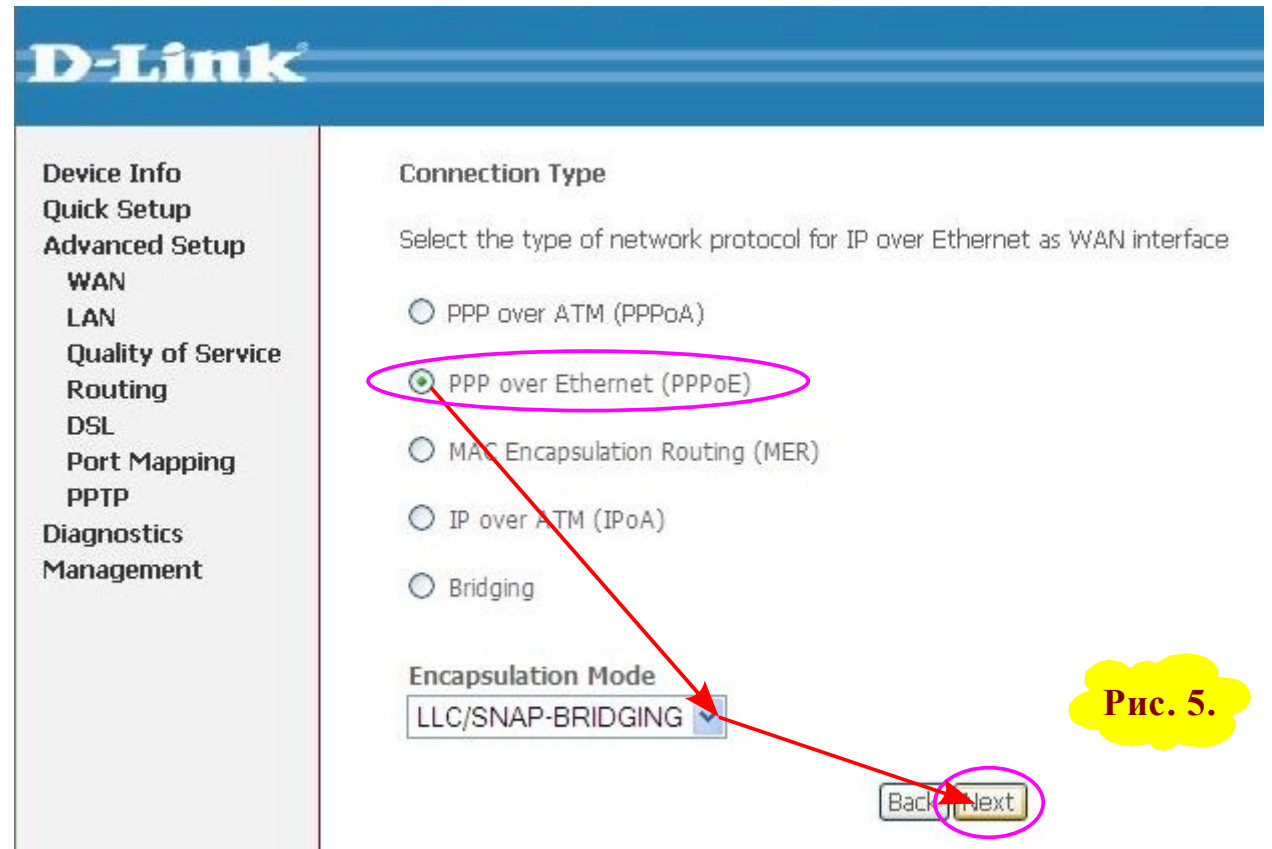 D-Link
Device Info
Quick Setup
Advanced Setup
WAN
LAN
Quality of Service
Routing
DSL
Port Mapping
PPTP
Diagnostics
Management
Connection Type
Select the type of network protocol for IP over Ethernet as WAN interface
PPP over ATM (PPPoA)
PPP over Ethernet (PPPoE)
MAC Encapsulation Routing (MER)
IP over ATM (IPoA)
Bridging
Encapsulation Mode
LLC/SNAP-BRIDGING
Рис. 5.
Back Next